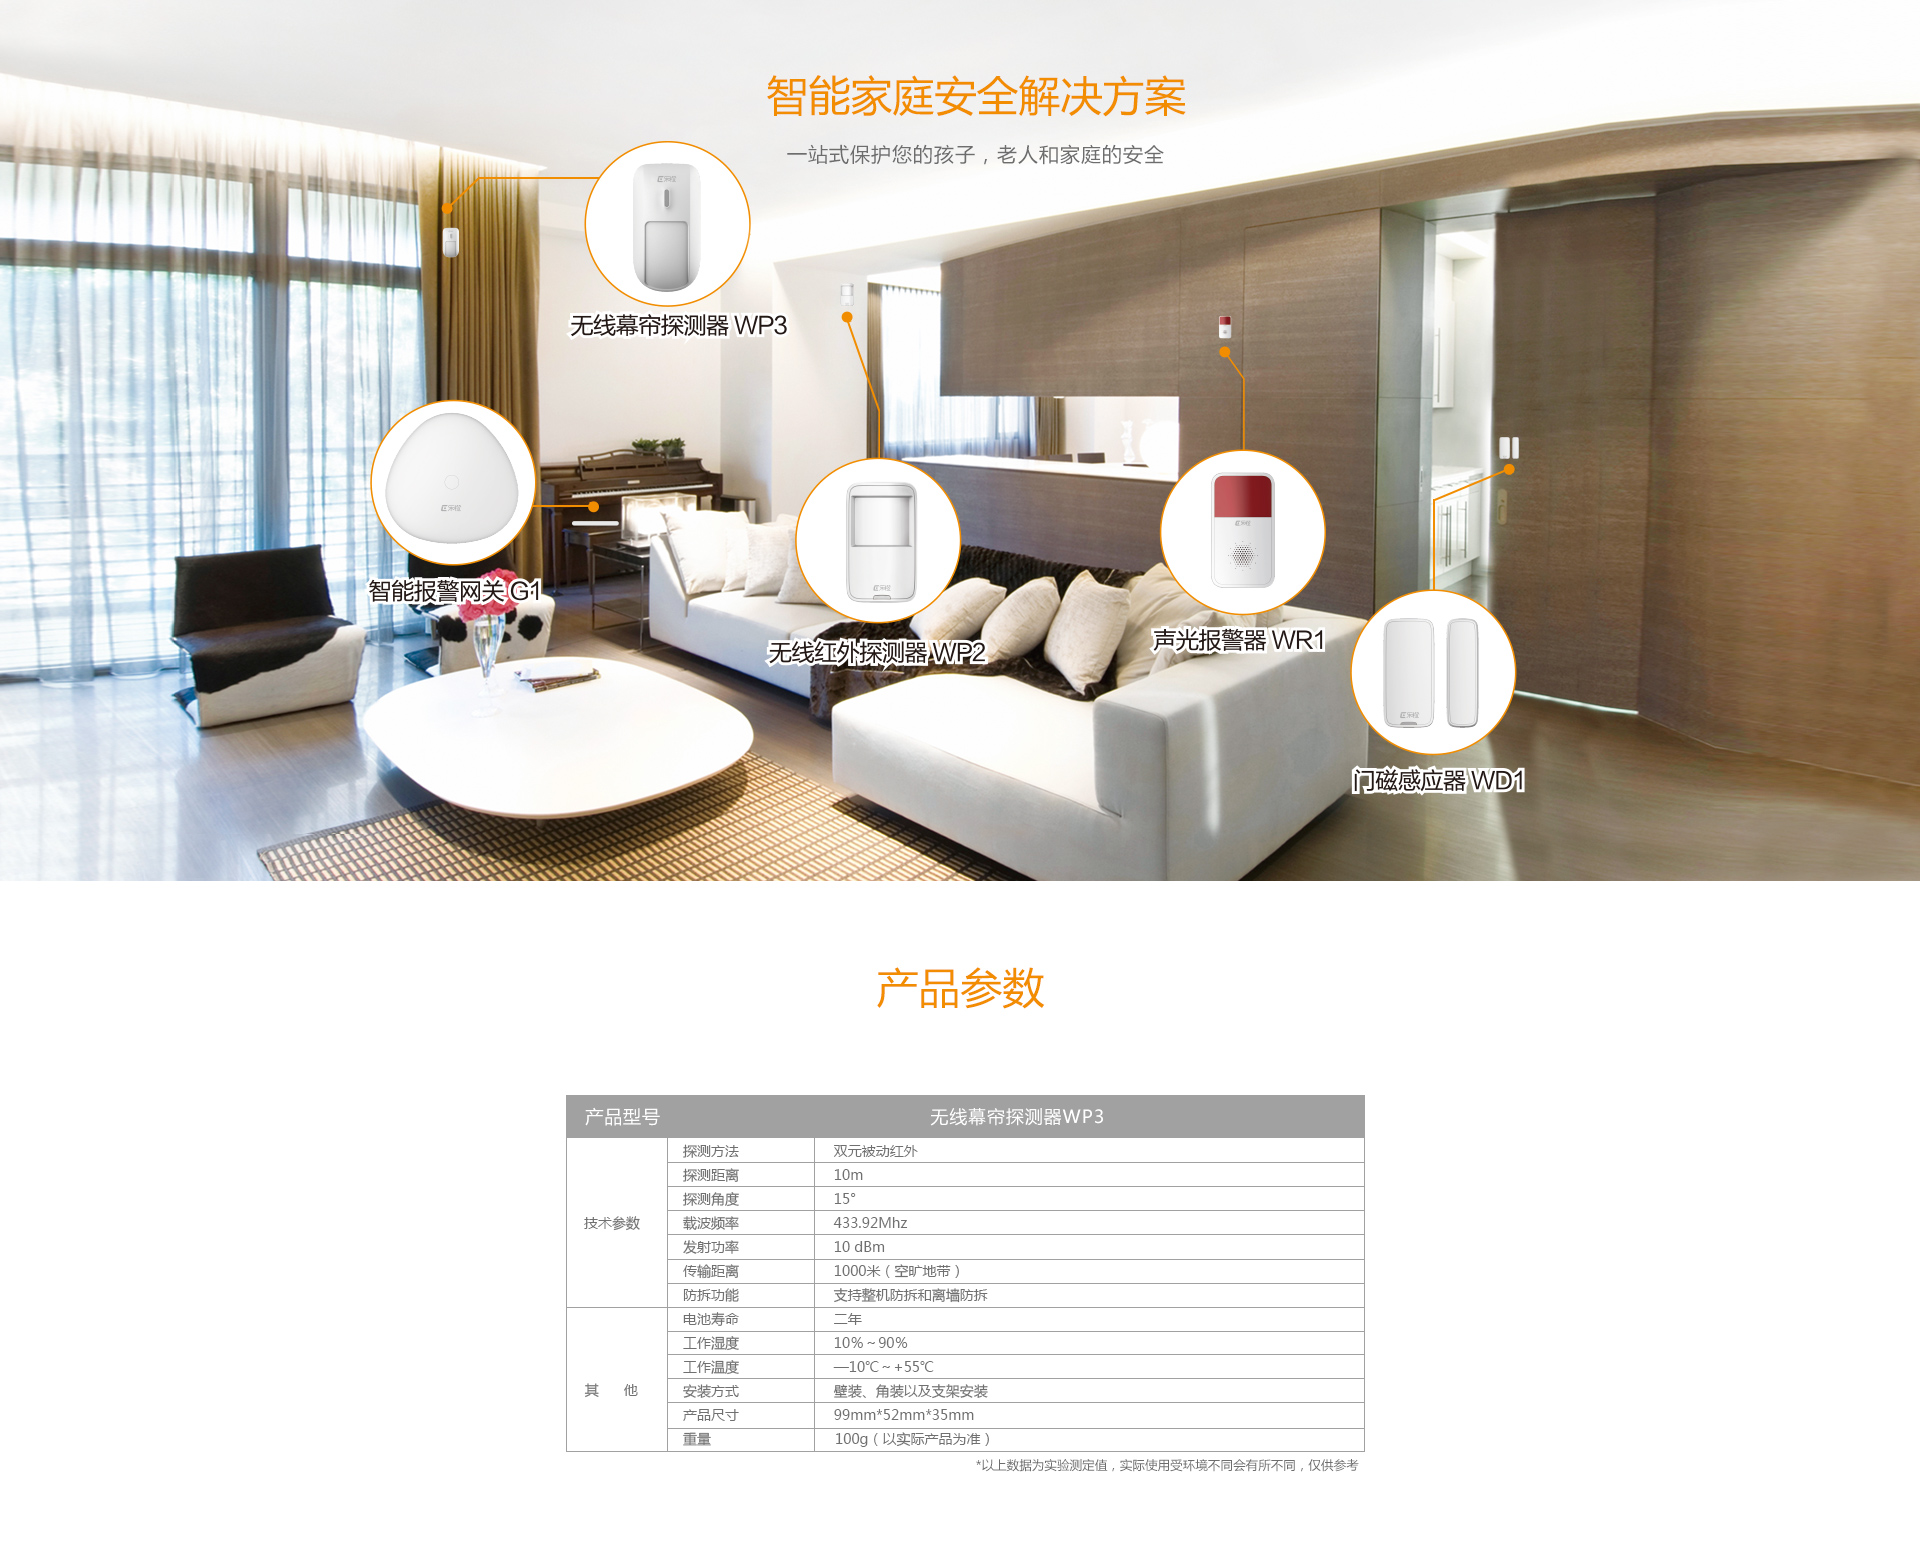 智能家庭安全解决方案
一站式保护您的孩子，老人和家庭的安全
无线幕帘探测器 WP3
智能报警网关 G1
无线红外探测器 WP2
声光报警器 WR1
门磁感应器 WD1
产品参数
产品型号 无线幕帘探测器WP3
技术参数
探测方法 双元被动红外
探测距离 10m
探测角度 15°
载波频率 433.92Mhz
发射功率 10 dBm
传输距离 1000米（空旷地带）
防拆功能 支持整机防拆和离墙防拆
其 他
电池寿命 二年
工作湿度 10%～90%
工作温度 —10℃～+55℃
安装方式 壁装、角装以及支架安装
产品尺寸 99mm*52mm*35mm
重量 100g（以实际产品为准）
*以上数据为实验测定值，实际使用受环境不同会有所不同，仅供参考